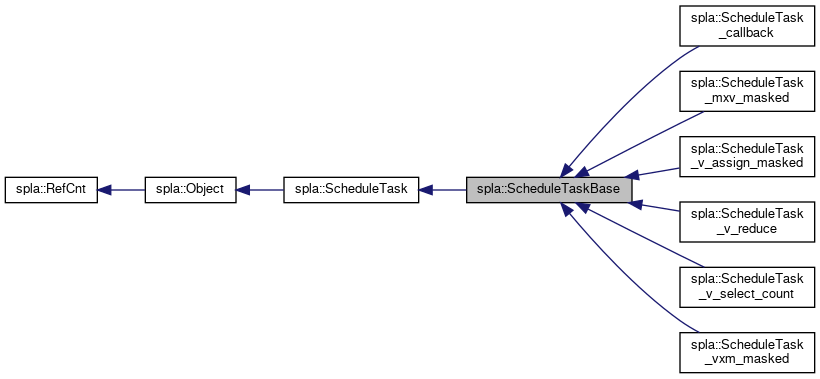 spla::ScheduleTask
_callback
spla::ScheduleTask
_mxv_masked
spla::ScheduleTask
_v_assign_masked
spla::RefCnt
spla::Object
spla::ScheduleTask
spla::ScheduleTaskBase
spla::ScheduleTask
_v_reduce
spla::ScheduleTask
_v_select_count
spla::ScheduleTask
_vxm_masked